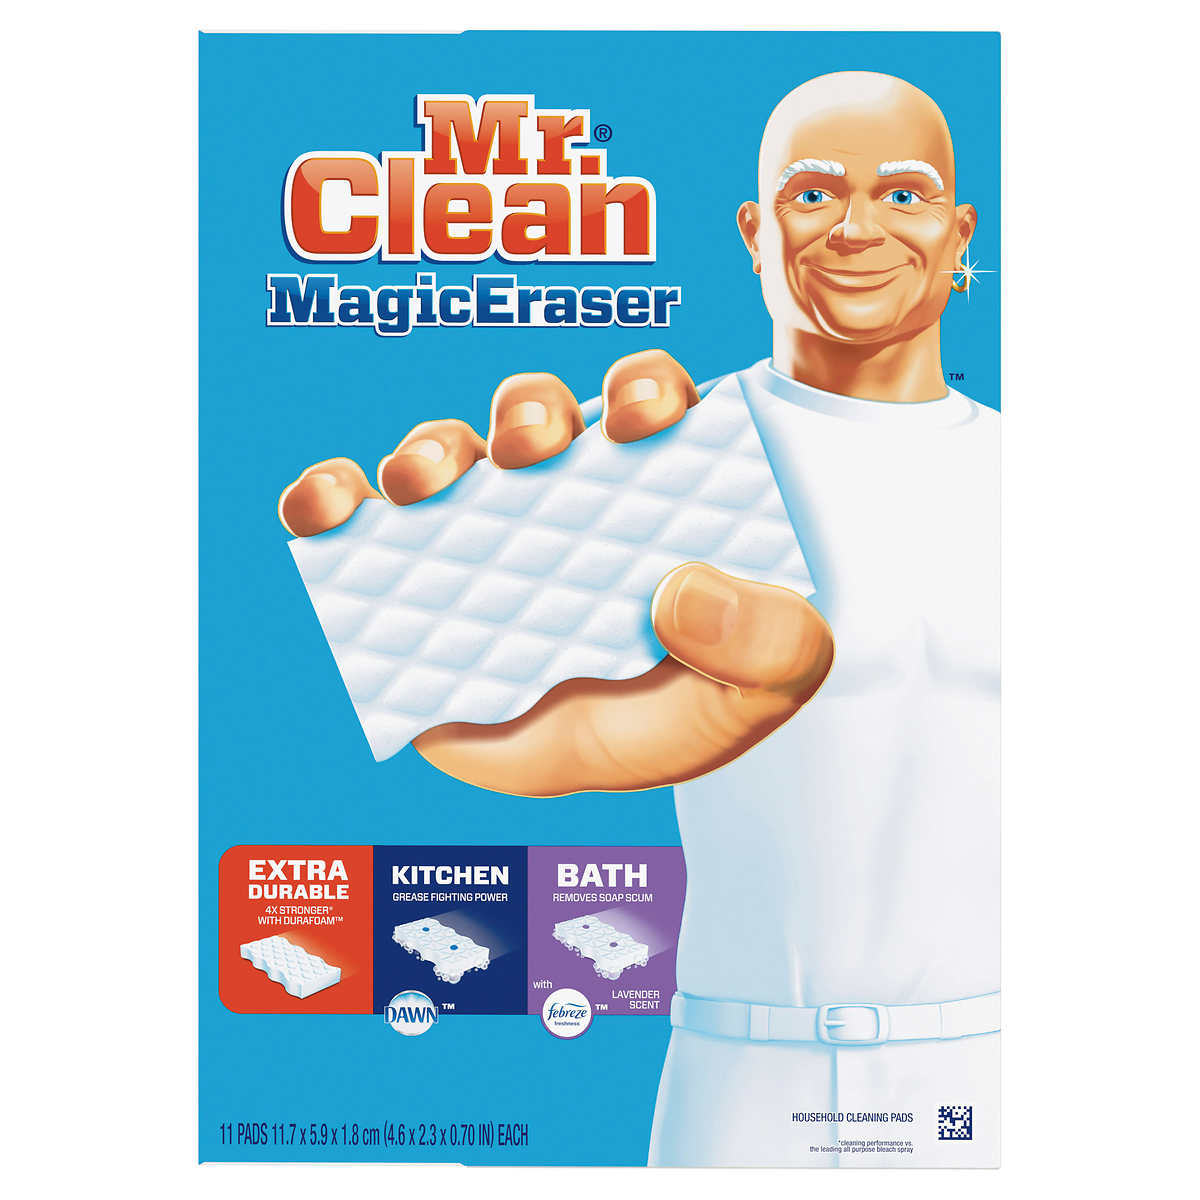 Mr.®
Clean
MagicEraser
™
EXTRA
DURABLE
4X STRONGER*
WITH DURAFOAM™
KITCHEN
GREASE FIGHTING POWER
DAWN™
BATH
REMOVES SOAP SCUM
with
febreze™
freshness
LAVENDER
SCENT
11 PADS 11.7 x 5.9 x 1.8 cm (4.6 x 2.3 x 0.70 IN) EACH
HOUSEHOLD CLEANING PADS
*cleaning performance vs.
the leading all purpose bleach spray